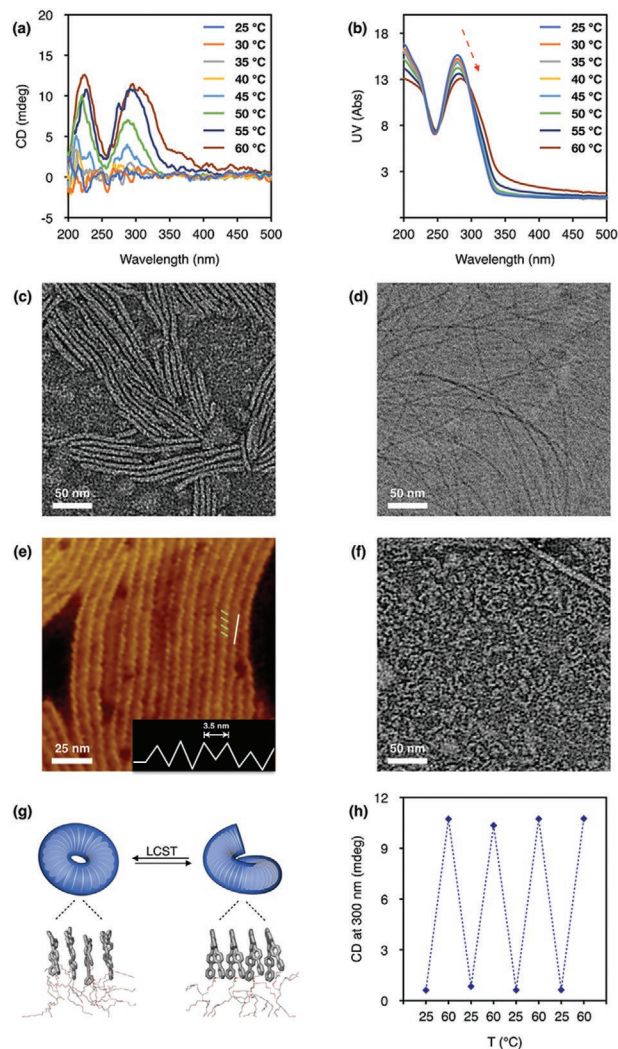 (a)
CD (mdeg)
20
15
10
5
0
-5
200 250 300 350 400 450 500
Wavelength (nm)
25 °C
30 °C
35 °C
40 °C
45 °C
50 °C
55 °C
60 °C
(b)
UV (Abs)
18
13
8
3
200 250 300 350 400 450 500
Wavelength (nm)
25 °C
30 °C
35 °C
40 °C
45 °C
50 °C
55 °C
60 °C
(c)
50 nm
(d)
50 nm
(e)
25 nm
3.5 nm
(f)
50 nm
(g)
LCST
(h)
CD at 300 nm (mdeg)
12
9
6
3
0
25 60 25 60 25 60 25 60
T (°C)